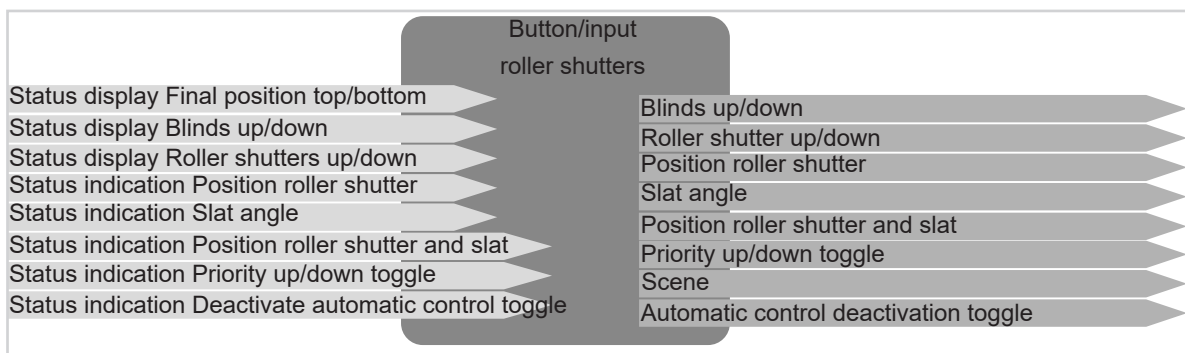 Button/input
roller shutters
Status display Final position top/bottom
Status display Blinds up/down
Status display Roller shutters up/down
Status indication Position roller shutter
Status indication Slat angle
Status indication Position roller shutter and slat
Status indication Priority up/down toggle
Status indication Deactivate automatic control toggle
Blinds up/down
Roller shutter up/down
Position roller shutter
Slat angle
Position roller shutter and slat
Priority up/down toggle
Scene
Automatic control deactivation toggle